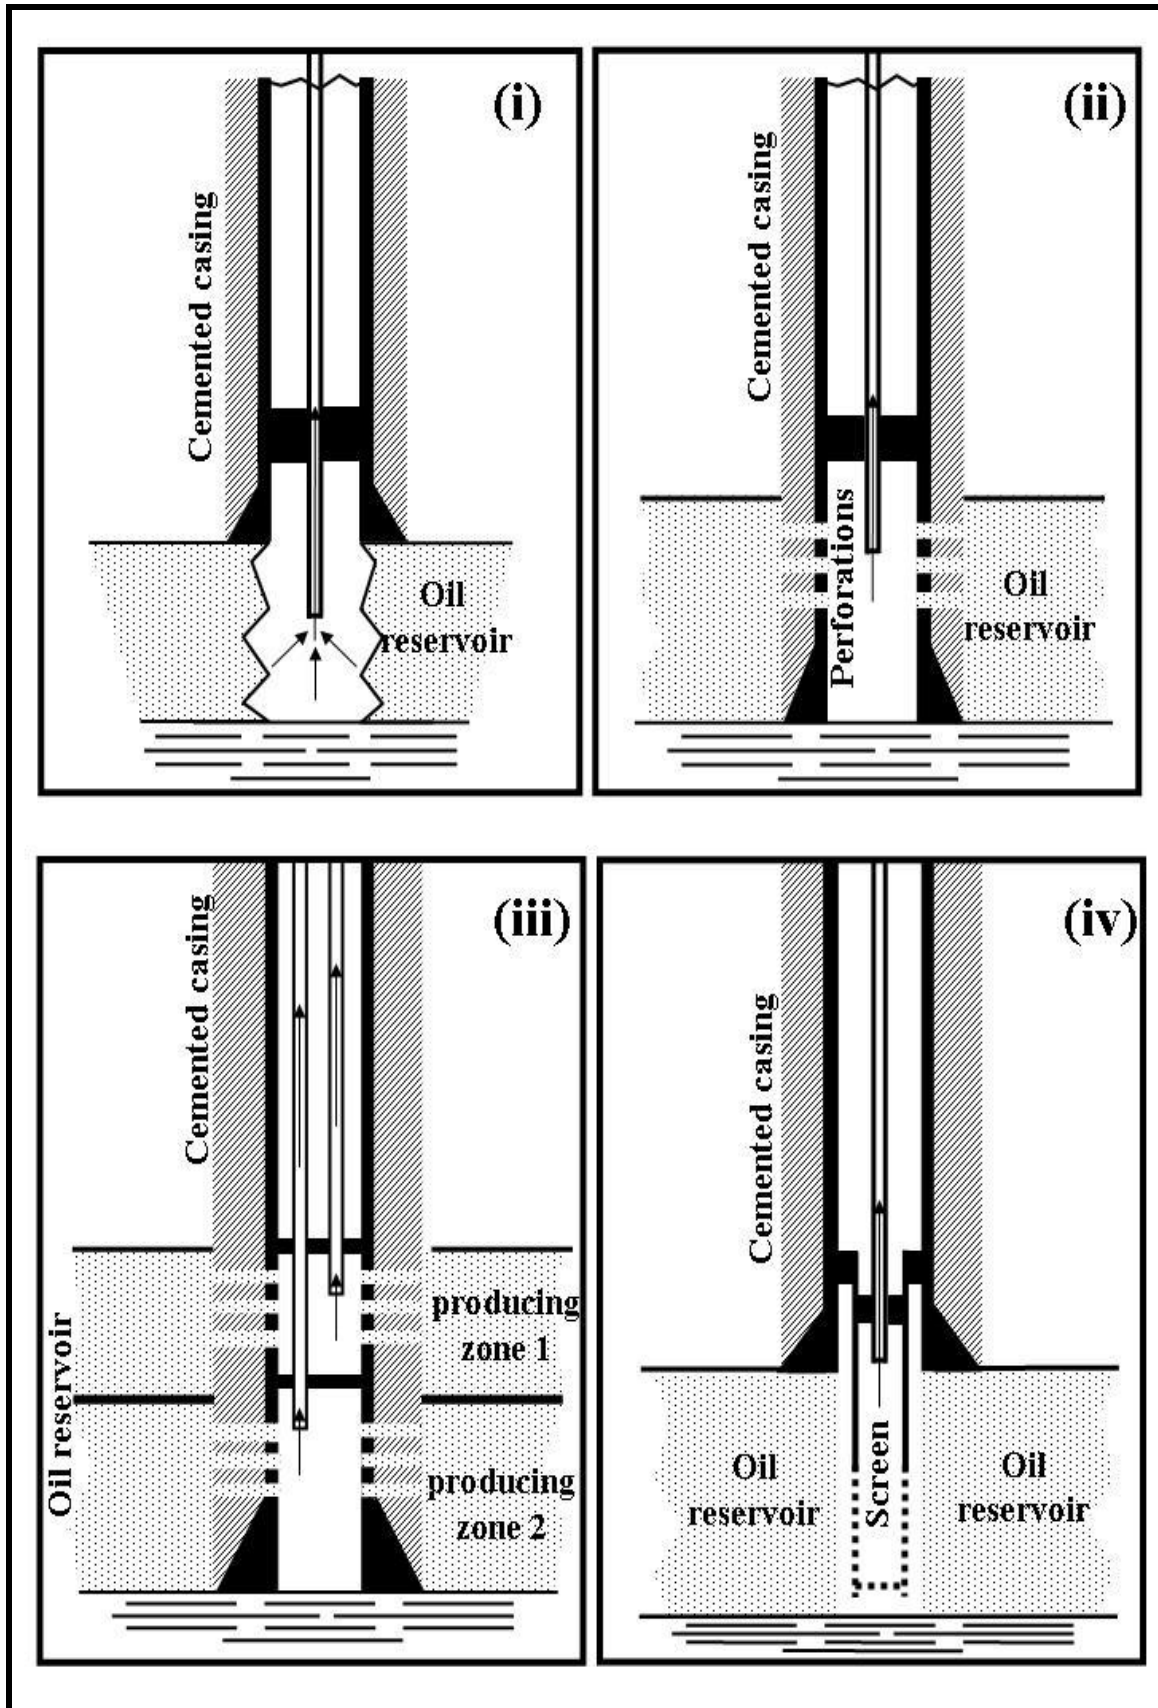 (i)
Cemented casing
Oil
reservoir
(ii)
Cemented casing
Perforations
Oil
reservoir
(iii)
Cemented casing
Oil reservoir
producing
zone 1
producing
zone 2
(iv)
Cemented casing
Oil
reservoir
Screen
Oil
reservoir